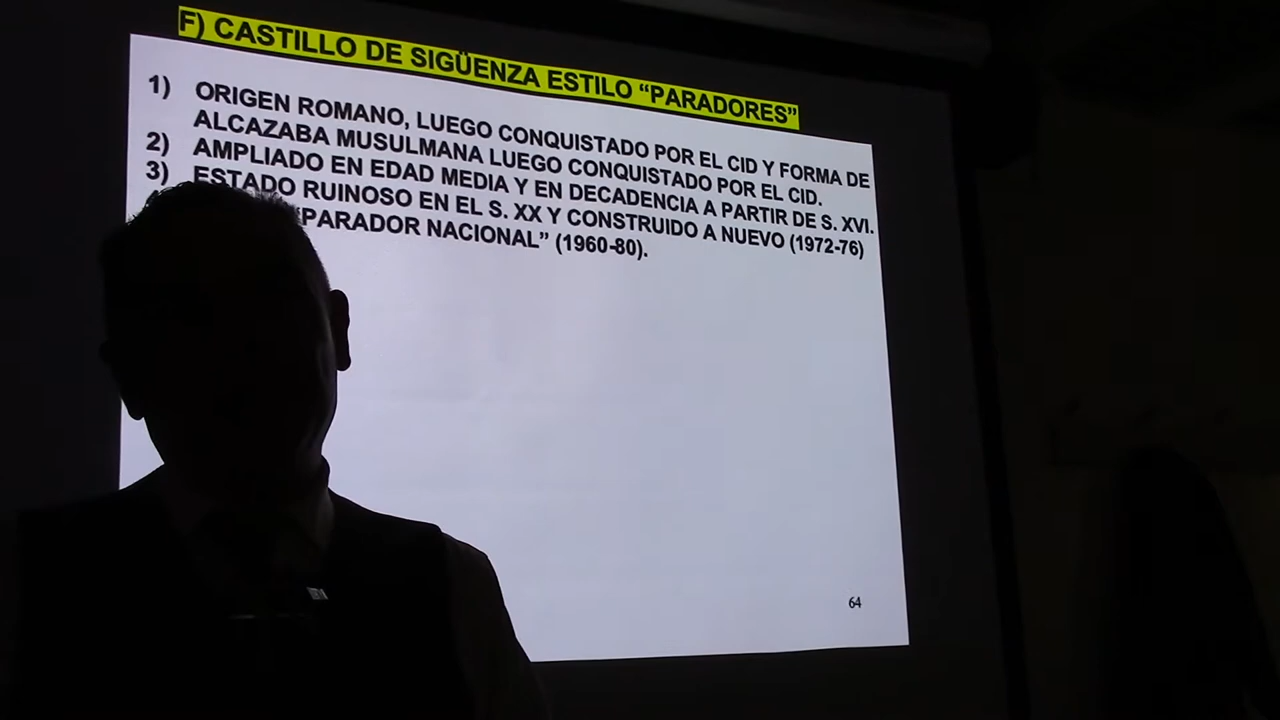 F) CASTILLO DE SIGÜENZA ESTILO “PARADORES”
1) ORIGEN ROMANO, LUEGO CONQUISTADO POR EL CID Y FORMA DE
ALCAZABA MUSULMANA LUEGO CONQUISTADO POR EL CID.
2) AMPLIADO EN EDAD MEDIA Y EN DECADENCIA A PARTIR DE S. XVI.
3) ESTADO RUINOSO EN EL S. XX Y CONSTRUIDO A NUEVO (1972-76)
“PARADOR NACIONAL” (1960-80).
64